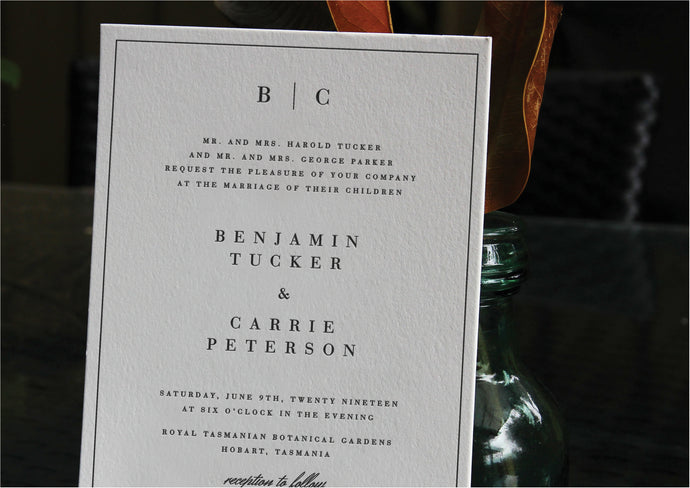 B | C
MR. AND MRS. HAROLD TUCKER
AND MR. AND MRS. GEORGE PARKER
REQUEST THE PLEASURE OF YOUR COMPANY
AT THE MARRIAGE OF THEIR CHILDREN
BENJAMIN
TUCKER
&
CARRIE
PETERSON
SATURDAY, JUNE 9TH, TWENTY NINETEEN
AT SIX O'CLOCK IN THE EVENING
ROYAL TASMANIAN BOTANICAL GARDENS
HOBART, TASMANIA
reception to follow